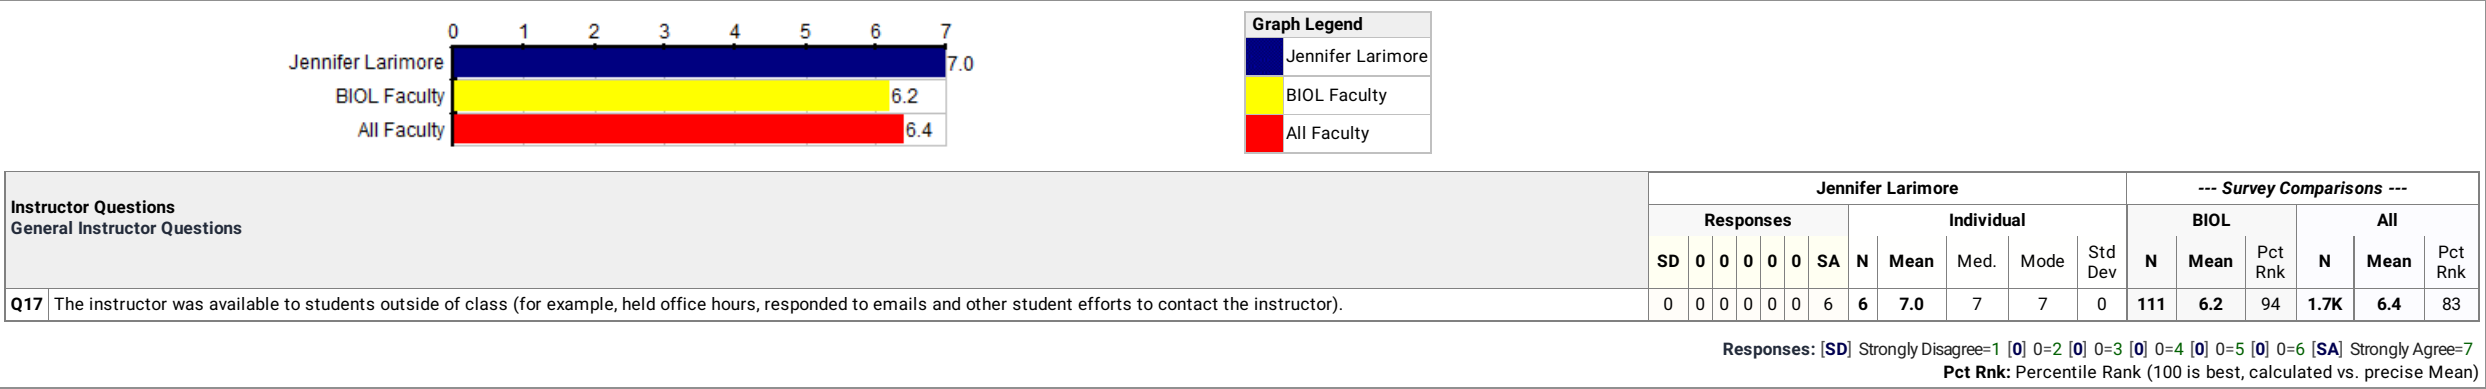 0 1 2 3 4 5 6 7
Jennifer Larimore 7.0
BIOL Faculty 6.2
All Faculty 6.4
Graph Legend
Jennifer Larimore
BIOL Faculty
All Faculty
Instructor Questions
General Instructor Questions
Jennifer Larimore --- Survey Comparisons ---
Responses Individual BIOL All
SD 0 0 0 0 0 SA N Mean Med. Mode Std Dev N Mean Pct Rnk N Mean Pct Rnk
Q17 The instructor was available to students outside of class (for example, held office hours, responded to emails and other student efforts to contact the instructor). 0 0 0 0 0 0 6 6 7.0 7 7 0 111 6.2 94 1.7K 6.4 83
Responses: [SD] Strongly Disagree=1 [0] 0=2 [0] 0=3 [0] 0=4 [0] 0=5 [0] 0=6 [SA] Strongly Agree=7
Pct Rnk: Percentile Rank (100 is best, calculated vs. precise Mean)